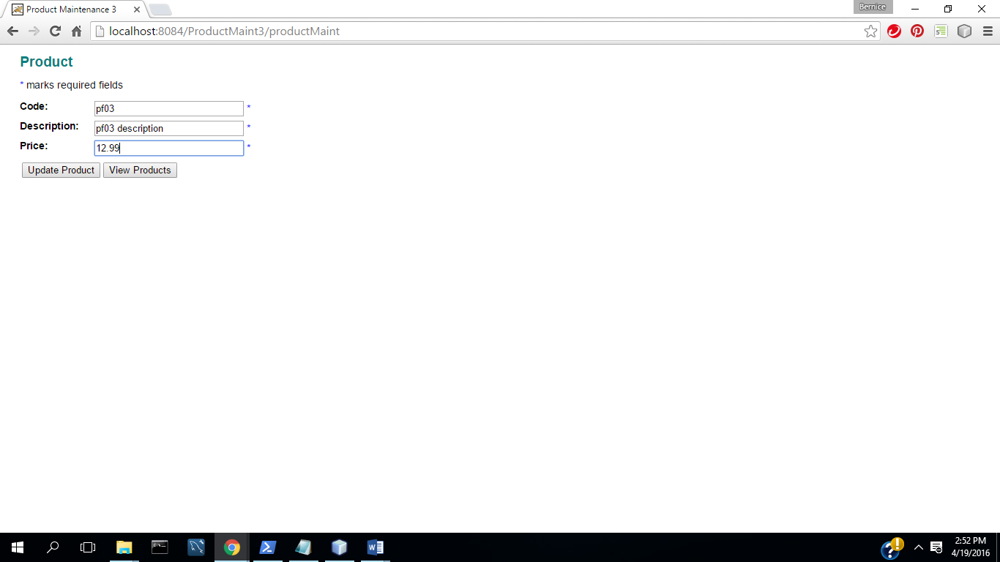 Product Maintenance 3
Bernice
localhost:8084/ProductMaint3/productMaint
Product
* marks required fields
Code: pf03 *
Description: pf03 description *
Price: 12.99 *
Update Product View Products
2:52 PM
4/19/2016